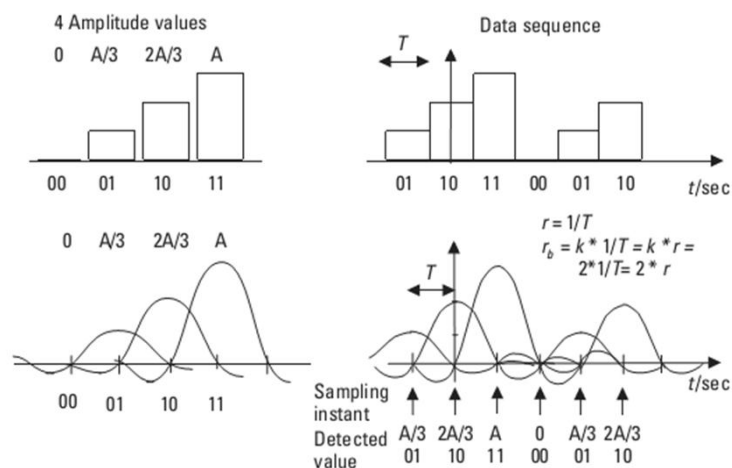 4 Amplitude values
0 A/3 2A/3 A
00 01 10 11
Data sequence
T
01 10 11 00 01 10
t/sec
0 A/3 2A/3 A
00 01 10 11
r = 1/T
r_b = k * 1/T = k * r =
2*1/T= 2 * r
T
t/sec
Sampling
instant
Detected A/3 2A/3 A 0 A/3 2A/3
value 01 10 11 00 01 10